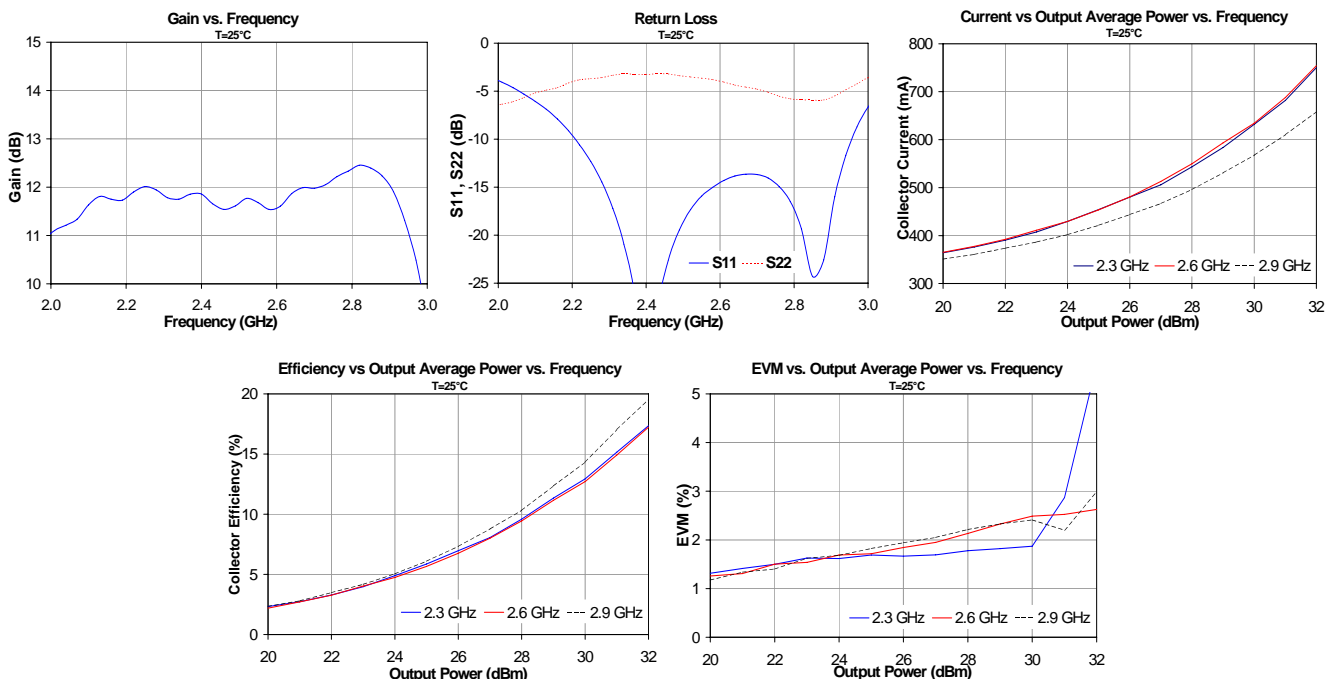 Gain vs. Frequency
T=25°C
15
14
13
12
11
10
Gain (dB)
2.0
2.2
2.4
2.6
2.8
3.0
Frequency (GHz)
Return Loss
T=25°C
0
-5
-10
-15
-20
-25
S11, S22 (dB)
S11
S22
2.0
2.2
2.4
2.6
2.8
3.0
Frequency (GHz)
Current vs Output Average Power vs. Frequency
T=25°C
800
700
600
500
400
300
Collector Current (mA)
2.3 GHz
2.6 GHz
2.9 GHz
20
22
24
26
28
30
32
Output Power (dBm)
Efficiency vs Output Average Power vs. Frequency
T=25°C
20
15
10
5
0
Collector Efficiency (%)
2.3 GHz
2.6 GHz
2.9 GHz
20
22
24
26
28
30
32
Output Power (dBm)
EVM vs. Output Average Power vs. Frequency
T=25°C
5
4
3
2
1
0
EVM (%)
2.3 GHz
2.6 GHz
2.9 GHz
20
22
24
26
28
30
32
Output Power (dBm)